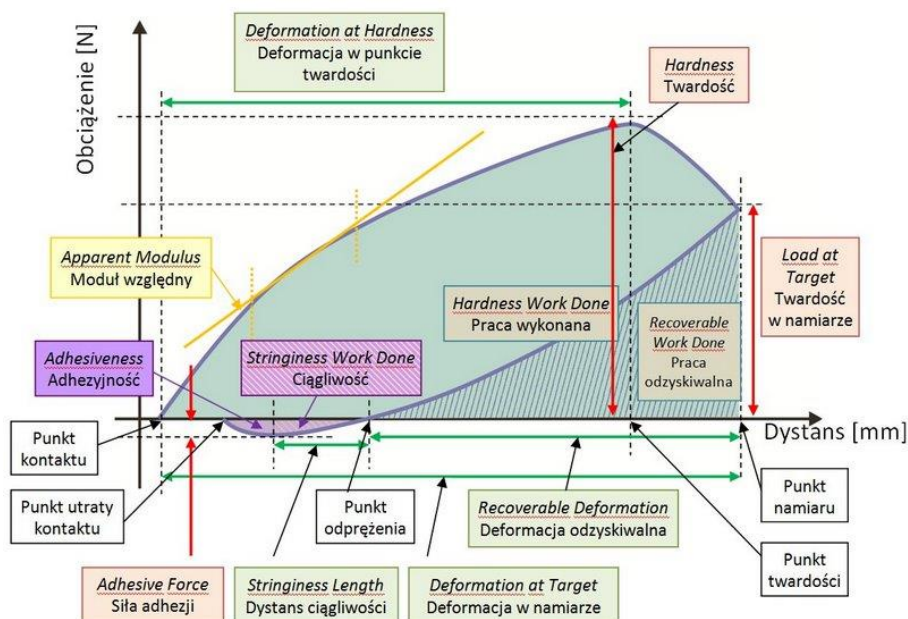 Obciążenie [N]
Deformation at Hardness
Deformacja w punkcie
twardości
Hardness
Twardość
Apparent Modulus
Moduł względny
Load at
Target
Twardość
w namiarze
Hardness Work Done
Praca wykonana
Recoverable
Work Done
Praca
odzyskiwalna
Adhesiveness
Adhezyjność
Stringiness Work Done
Ciągliwość
Dystans [mm]
Punkt
kontaktu
Punkt utraty
kontaktu
Punkt
odprężenia
Recoverable Deformation
Deformacja odzyskiwalna
Punkt
namiaru
Punkt
twardości
Adhesive Force
Siła adhezji
Stringiness Length
Dystans ciągliwości
Deformation at Target
Deformacja w namiarze